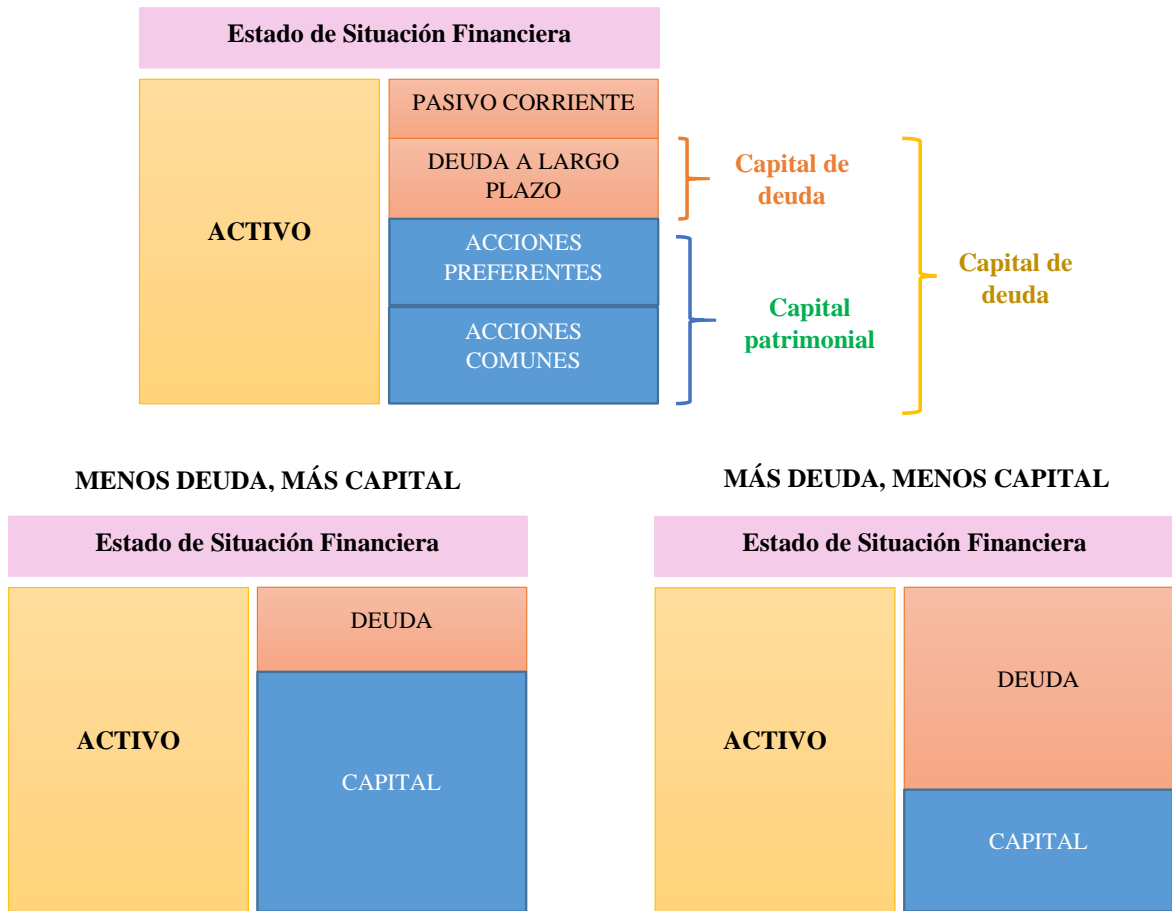 Estado de Situación Financiera
PASIVO CORRIENTE
DEUDA A LARGO
PLAZO
ACTIVO
ACCIONES
PREFERENTES
ACCIONES
COMUNES
Capital de
deuda
Capital
patrimonial
Capital de
deuda
MENOS DEUDA, MÁS CAPITAL
Estado de Situación Financiera
ACTIVO
DEUDA
CAPITAL
MÁS DEUDA, MENOS CAPITAL
Estado de Situación Financiera
ACTIVO
DEUDA
CAPITAL